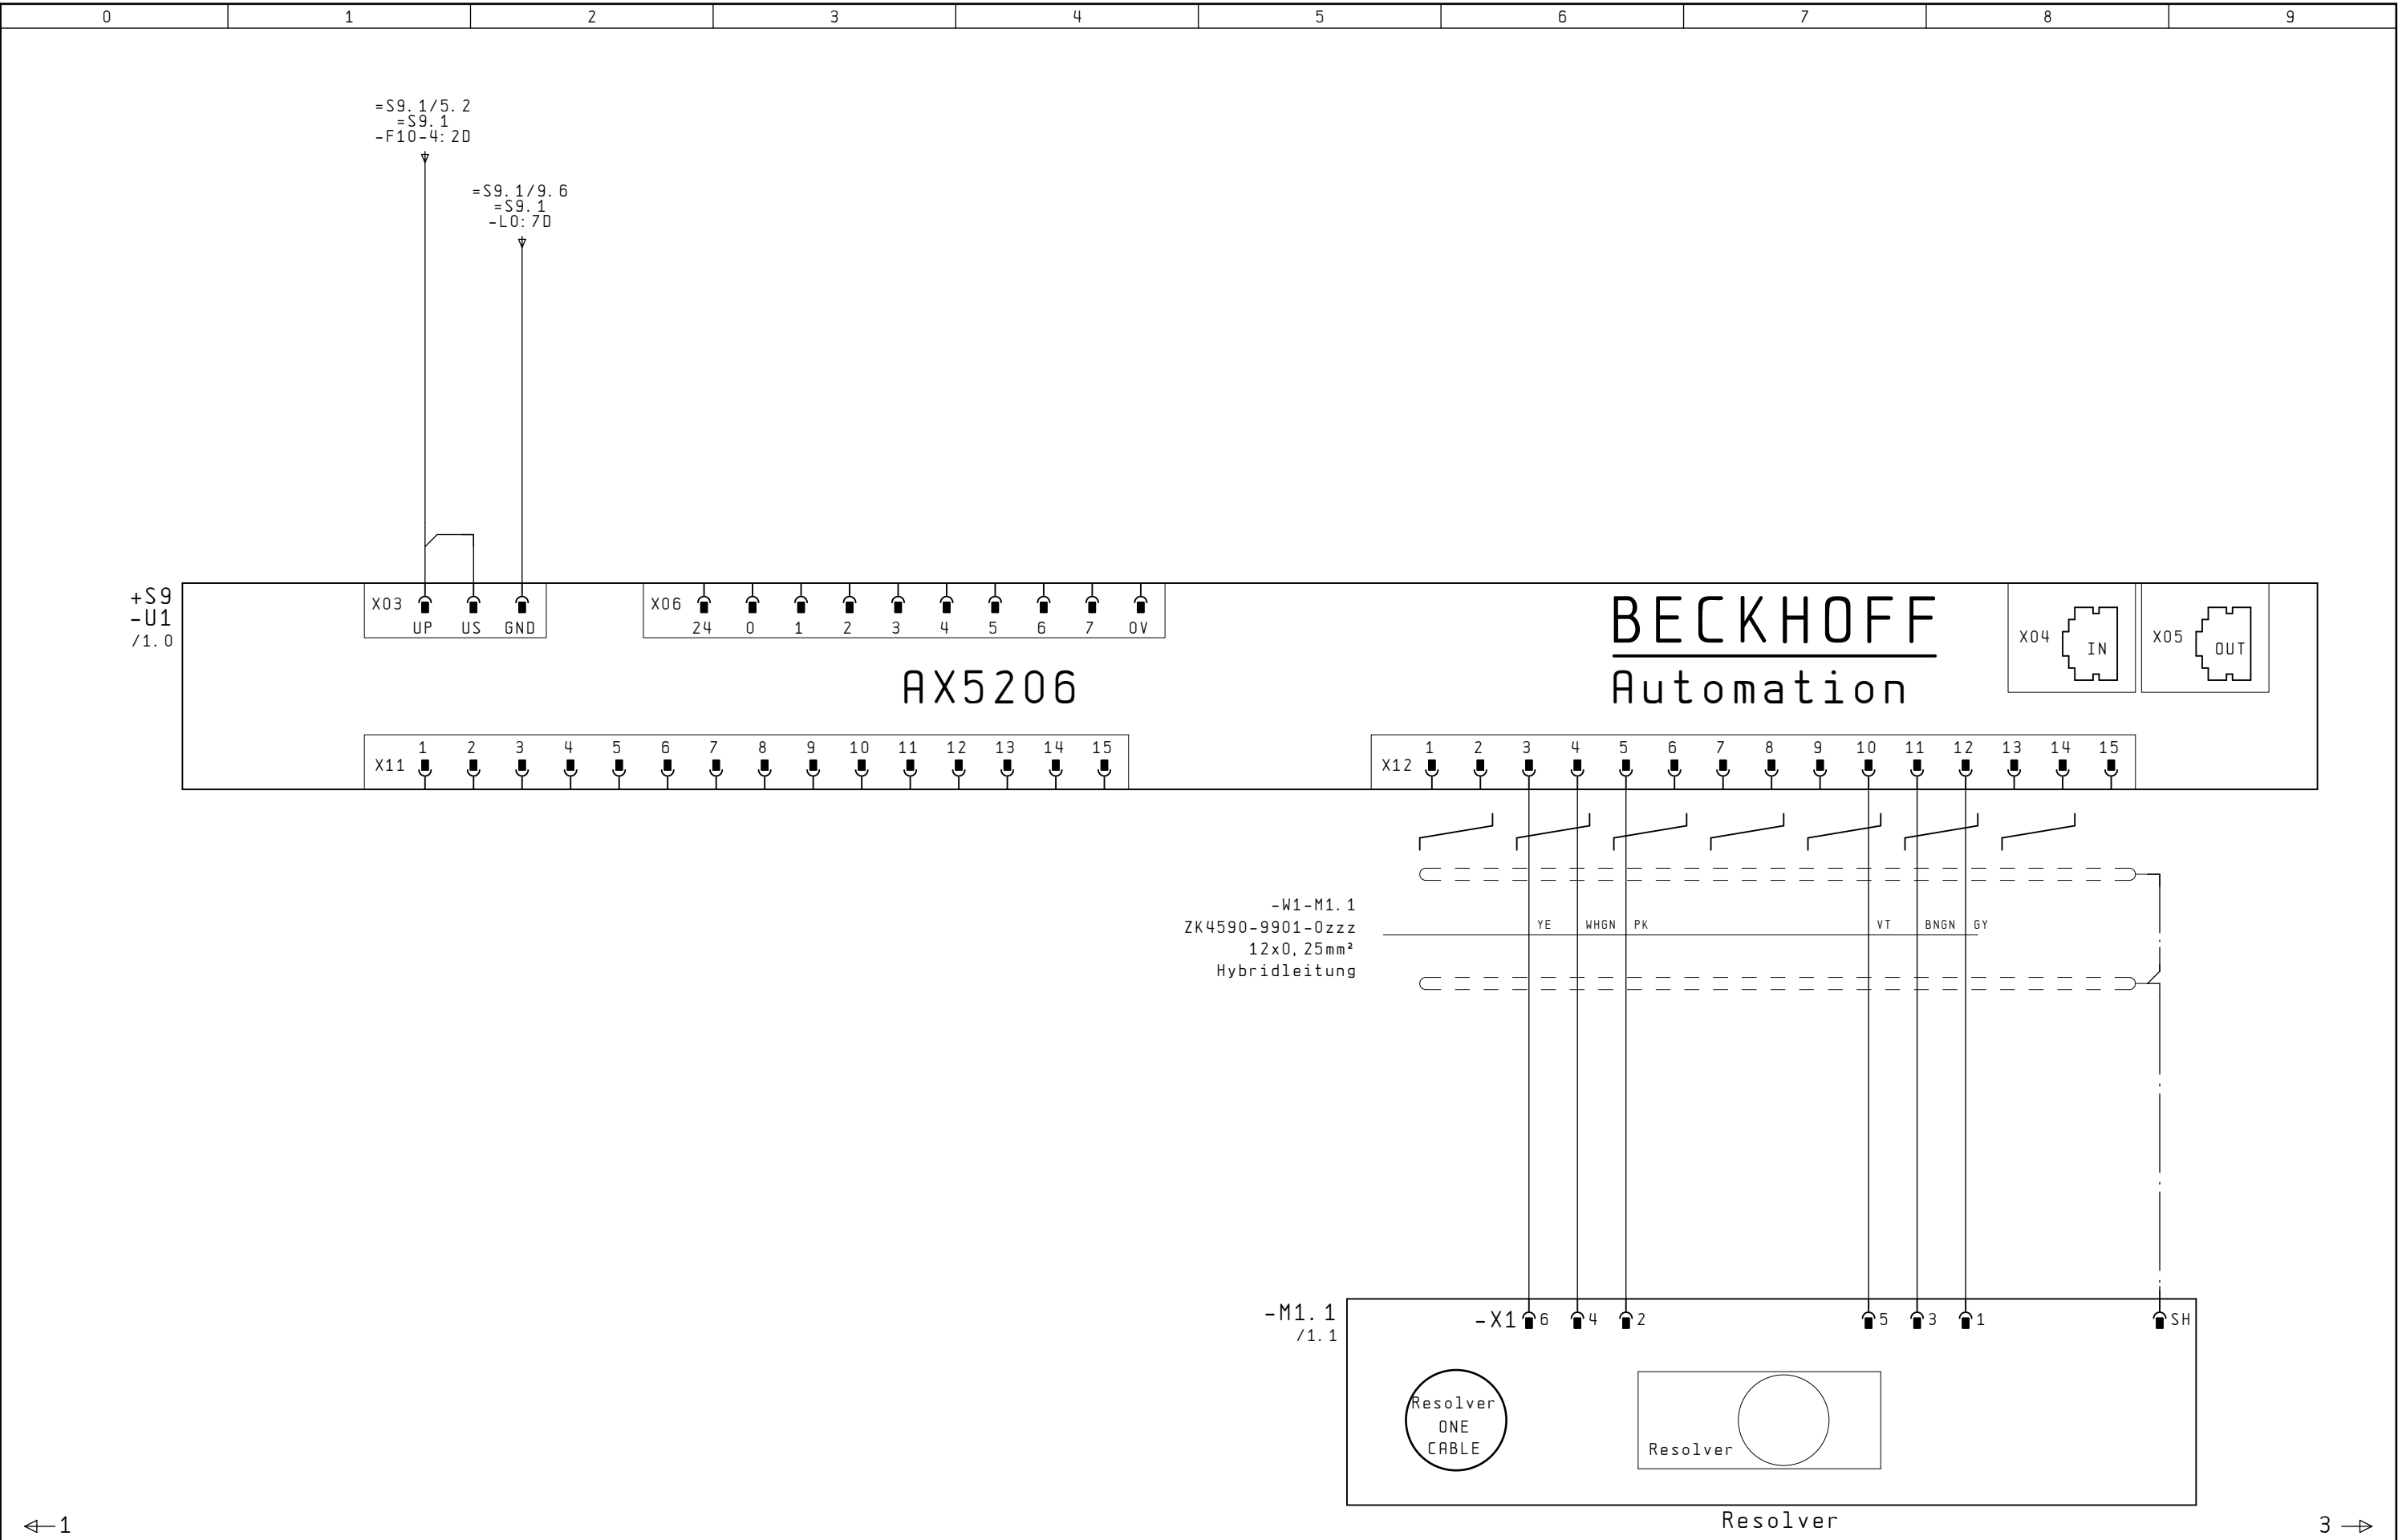 0 1 2 3 4 5 6 7 8 9
=S9.1/5.2
=S9.1
-F10-4:2D
=S9.1/9.6
=S9.1
-L0:7D
+S9
-U1
/1.0
X03
UP US GND
X06
24 0 1 2 3 4 5 6 7 0V
BECKHOFF
Automation
X04
IN
X05
OUT
AX5206
X11
1 2 3 4 5 6 7 8 9 10 11 12 13 14 15
X12
1 2 3 4 5 6 7 8 9 10 11 12 13 14 15
-W1-M1.1
ZK4590-9901-0zzz
12x0,25mm²
Hybridleitung
YE WHGN PK VT BNGN GY
-M1.1
/1.1
-X1 6 4 2 5 3 1 SH
Resolver
ONE
CABLE
Resolver
Resolver
1
3